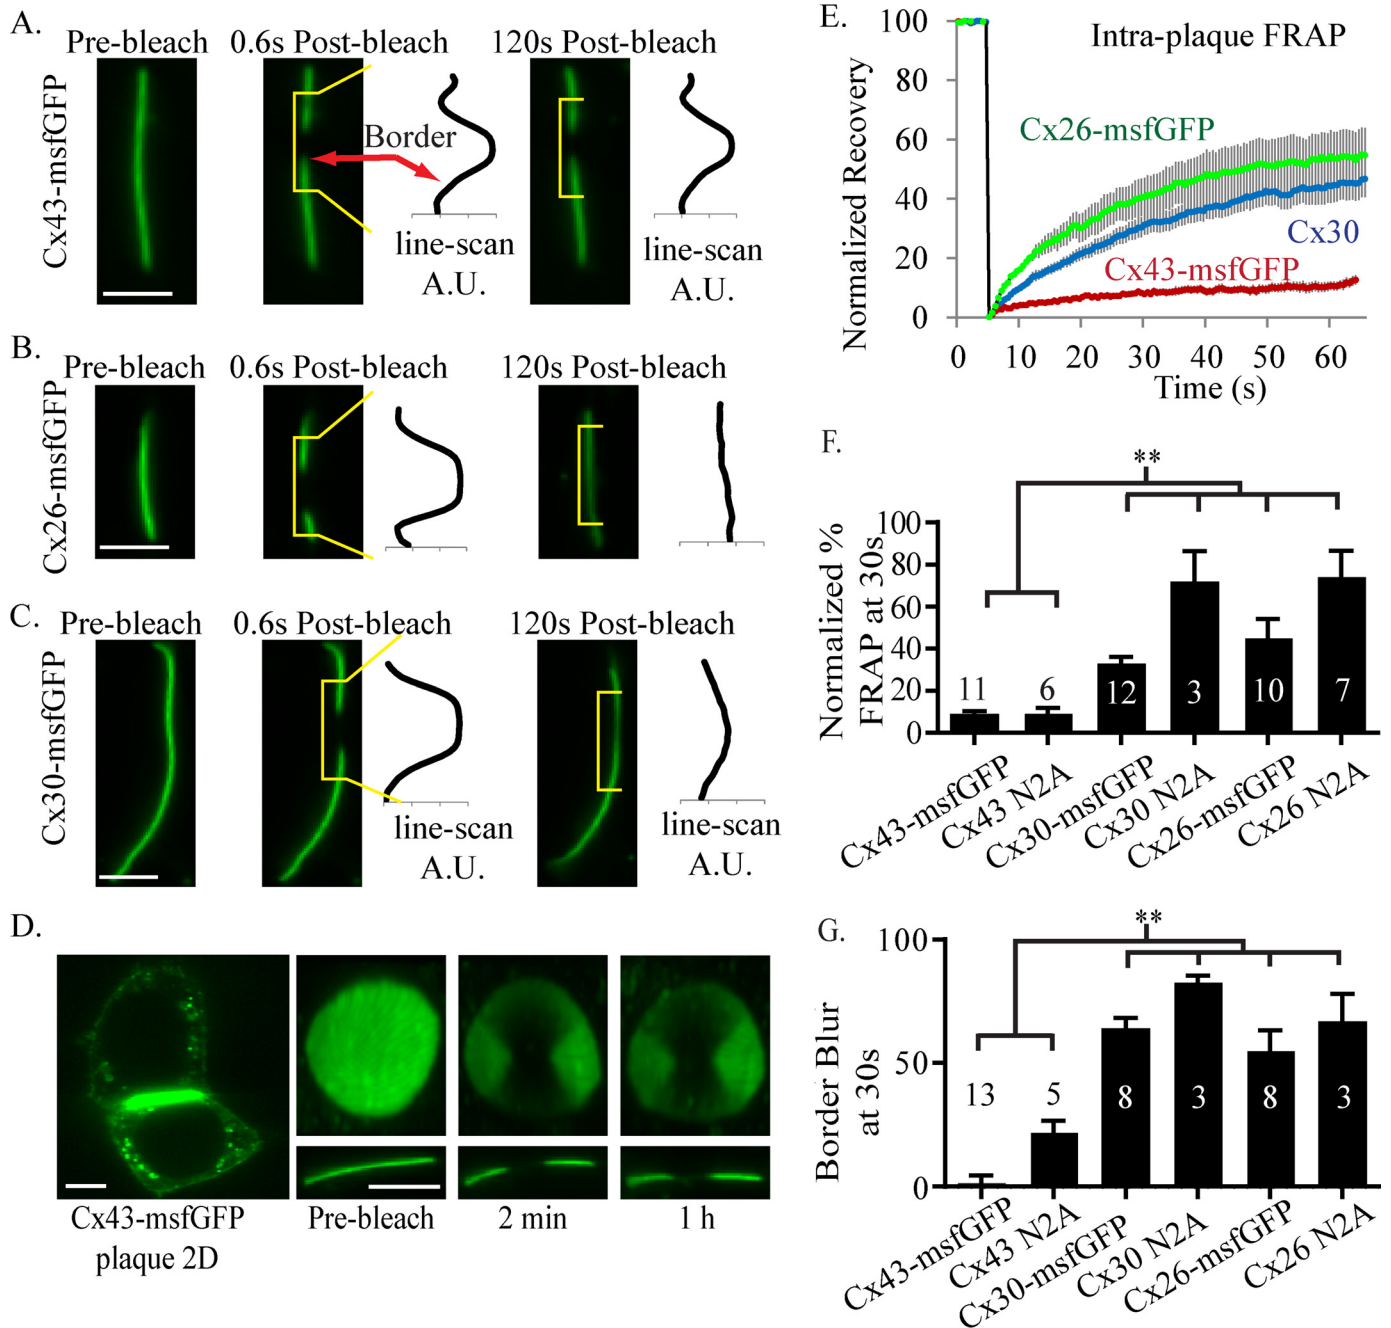 A.
Pre-bleach 0.6s Post-bleach 120s Post-bleach
Cx43-msfGFP
Border
line-scan
A.U.
line-scan
A.U.
B.
Pre-bleach 0.6s Post-bleach 120s Post-bleach
Cx26-msfGFP
C.
Pre-bleach 0.6s Post-bleach 120s Post-bleach
Cx30-msfGFP
line-scan
A.U.
line-scan
A.U.
D.
Cx43-msfGFP
plaque 2D
Pre-bleach
2 min
1 h
E.
Intra-plaque FRAP
Normalized Recovery
100
80
60
40
20
0
Cx26-msfGFP
Cx30
Cx43-msfGFP
0 10 20 30 40 50 60
Time (s)
F.
**
Normalized %
FRAP at 30s
100
80
60
40
20
0
11 6 12 3 10 7
Cx43-msfGFP
Cx43 N2A
Cx30-msfGFP
Cx30 N2A
Cx26-msfGFP
Cx26 N2A
G.
**
Border Blur
at 30s
100
50
0
13 5 8 3 8 3
Cx43-msfGFP
Cx43 N2A
Cx30-msfGFP
Cx30 N2A
Cx26-msfGFP
Cx26 N2A